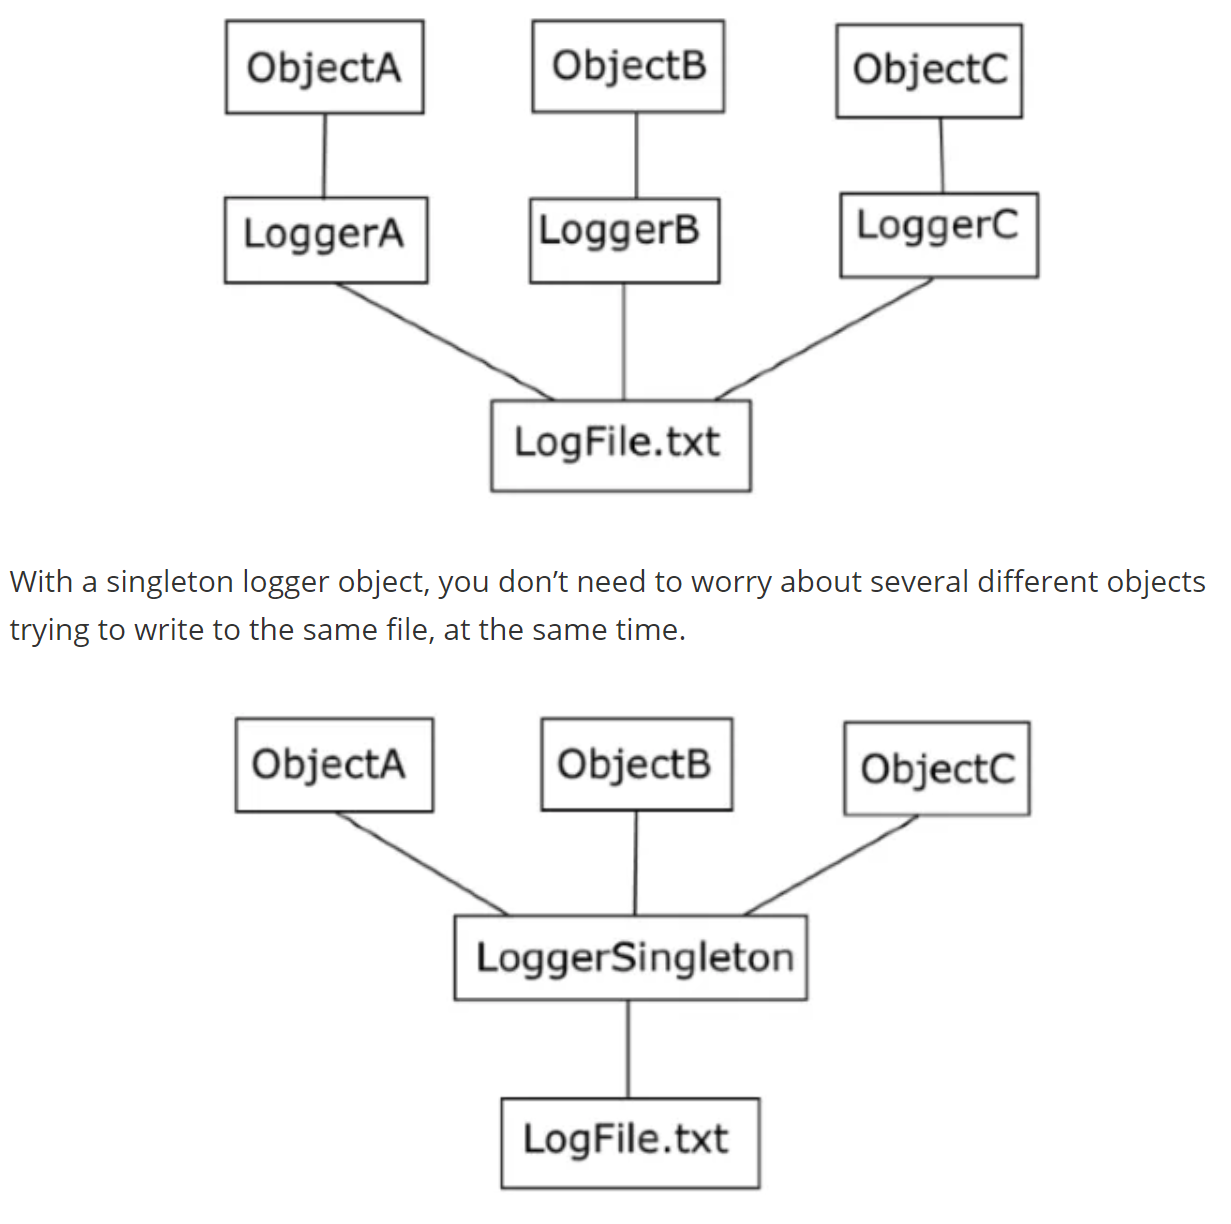 ObjectA ObjectB ObjectC
LoggerA LoggerB LoggerC
LogFile.txt
With a singleton logger object, you don’t need to worry about several different objects
trying to write to the same file, at the same time.
ObjectA ObjectB ObjectC
LoggerSingleton
LogFile.txt